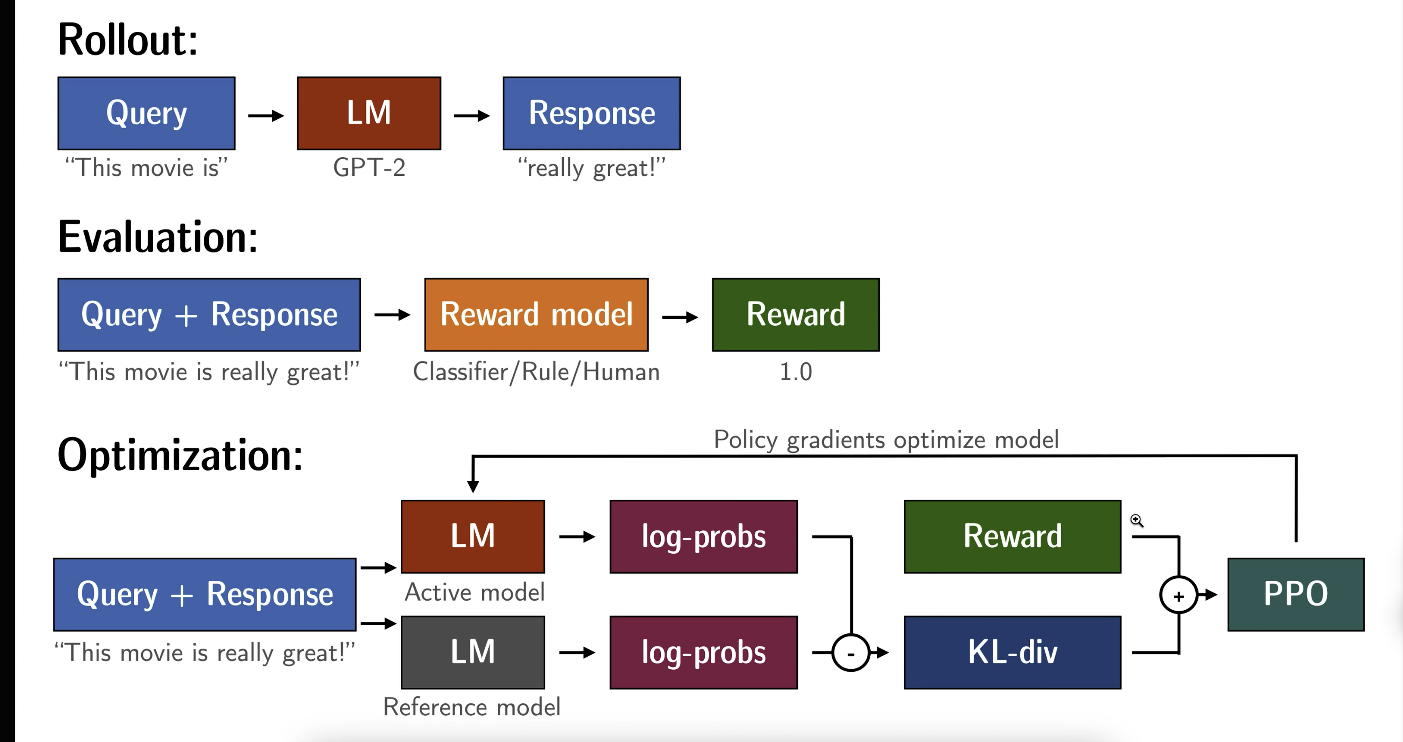 Rollout:
Query
LM
Response
“This movie is”
GPT-2
“really great!”
Evaluation:
Query + Response
Reward model
Reward
“This movie is really great!”
Classifier/Rule/Human
1.0
Optimization:
Policy gradients optimize model
LM
log-probs
Reward
Active model
Query + Response
+
PPO
“This movie is really great!”
LM
log-probs
-
KL-div
Reference model